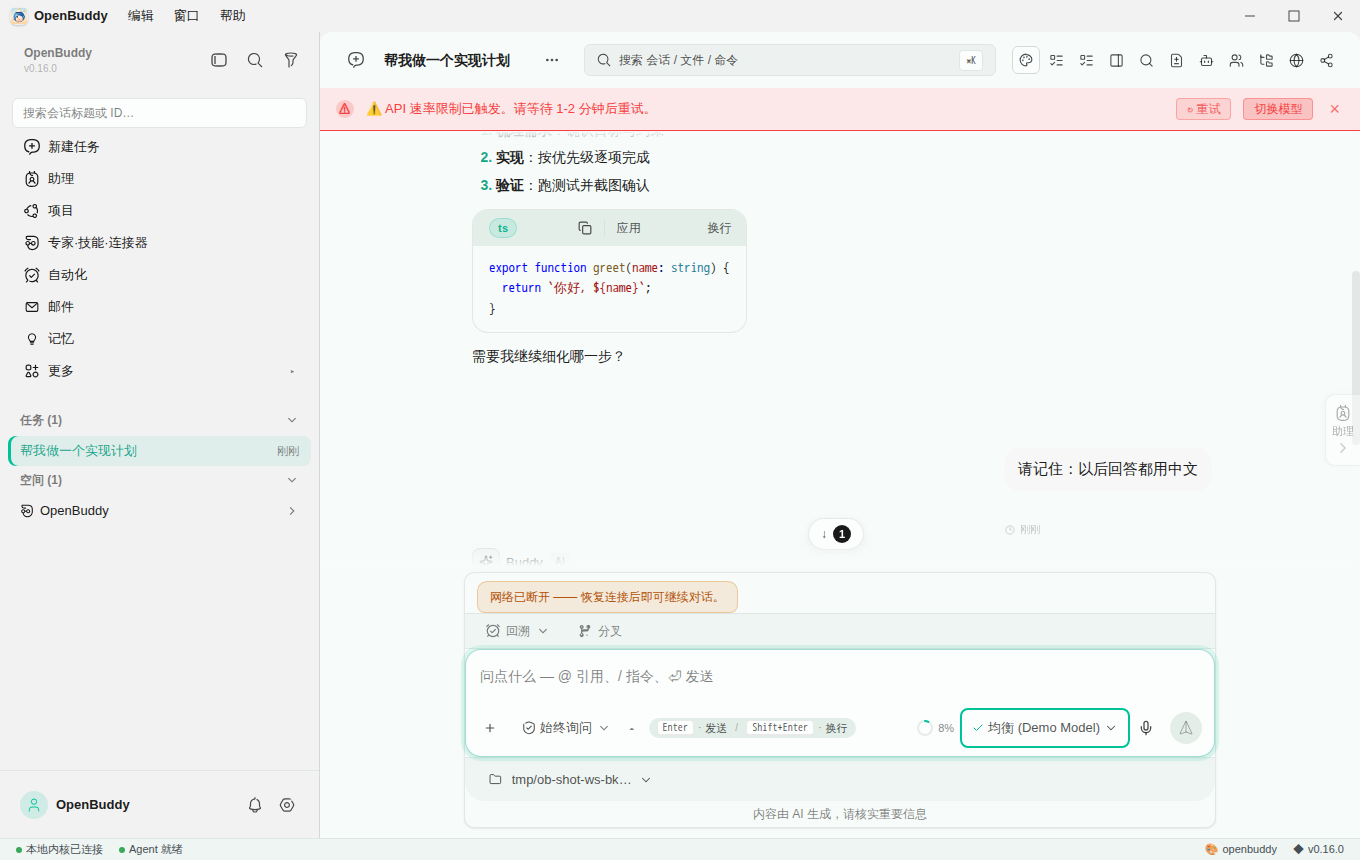 OpenBuddy 编辑 窗口 帮助
OpenBuddy
v0.16.0
搜索会话标题或 ID…
新建任务
助理
项目
专家·技能·连接器
自动化
邮件
记忆
更多
任务 (1)
帮我做一个实现计划 刚刚
空间 (1)
OpenBuddy
OpenBuddy
帮我做一个实现计划
搜索 会话 / 文件 / 命令 ⌘K
⚠️ API 速率限制已触发。请等待 1-2 分钟后重试。 重试 切换模型 ×
2. 实现：按优先级逐项完成
3. 验证：跑测试并截图确认
ts 应用 换行
export function greet(name: string) {
return `你好, ${name}`;
}
需要我继续细化哪一步？
助理
请记住：以后回答都用中文
刚刚
↓ 1
Buddy AI
网络已断开 —— 恢复连接后即可继续对话。
回溯 分叉
问点什么 — @ 引用、/ 指令、⏎ 发送
始终询问 Enter · 发送 / Shift+Enter · 换行 8% 均衡 (Demo Model)
tmp/ob-shot-ws-bk…
内容由 AI 生成，请核实重要信息
本地内核已连接 Agent 就绪 🎨 openbuddy ◆ v0.16.0